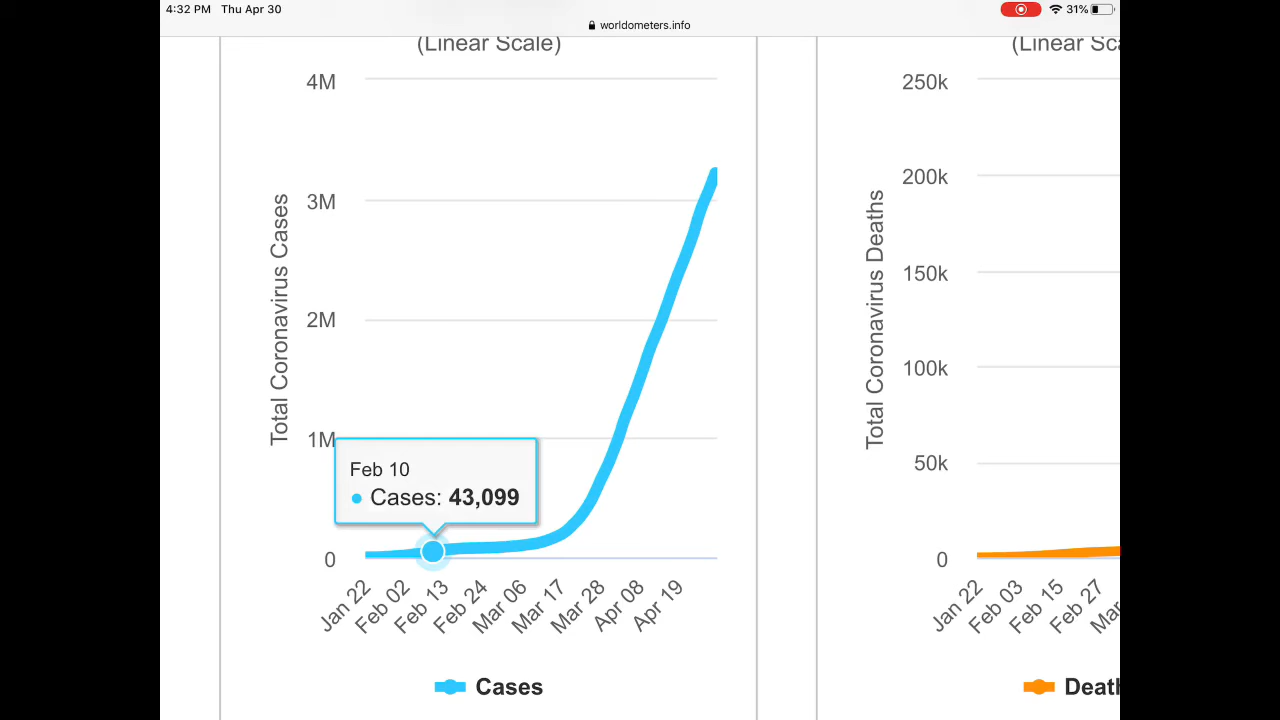 4:32 PM Thu Apr 30
31%
worldometers.info
(Linear Scale)
4M
3M
2M
1M
0
Total Coronavirus Cases
Feb 10
Cases: 43,099
Jan 22
Feb 02
Feb 13
Feb 24
Mar 06
Mar 17
Mar 28
Apr 08
Apr 19
Cases
(Linear Sca
250k
200k
150k
100k
50k
0
Total Coronavirus Deaths
Jan 22
Feb 03
Feb 15
Feb 27
Mar
Death